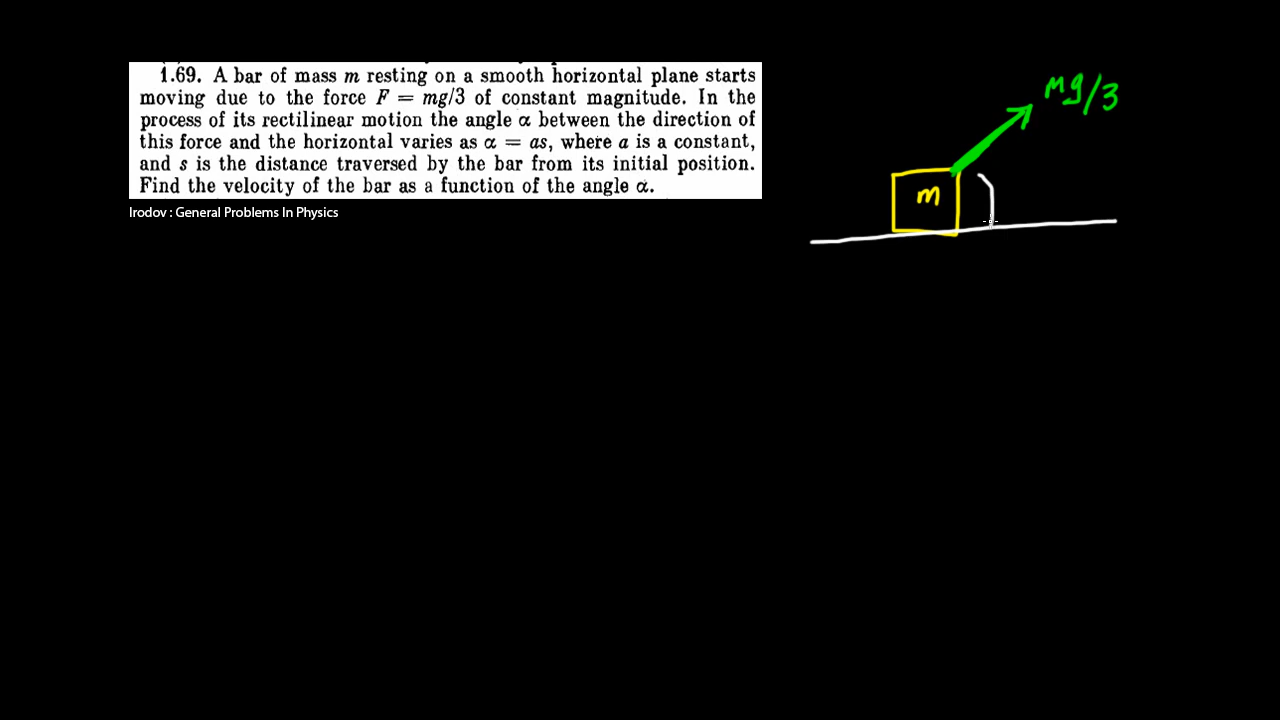 1.69. A bar of mass m resting on a smooth horizontal plane starts
moving due to the force F = mg/3 of constant magnitude. In the
process of its rectilinear motion the angle α between the direction of
this force and the horizontal varies as α = as, where a is a constant,
and s is the distance traversed by the bar from its initial position.
Find the velocity of the bar as a function of the angle α.
Irodov : General Problems In Physics
mg/3
m